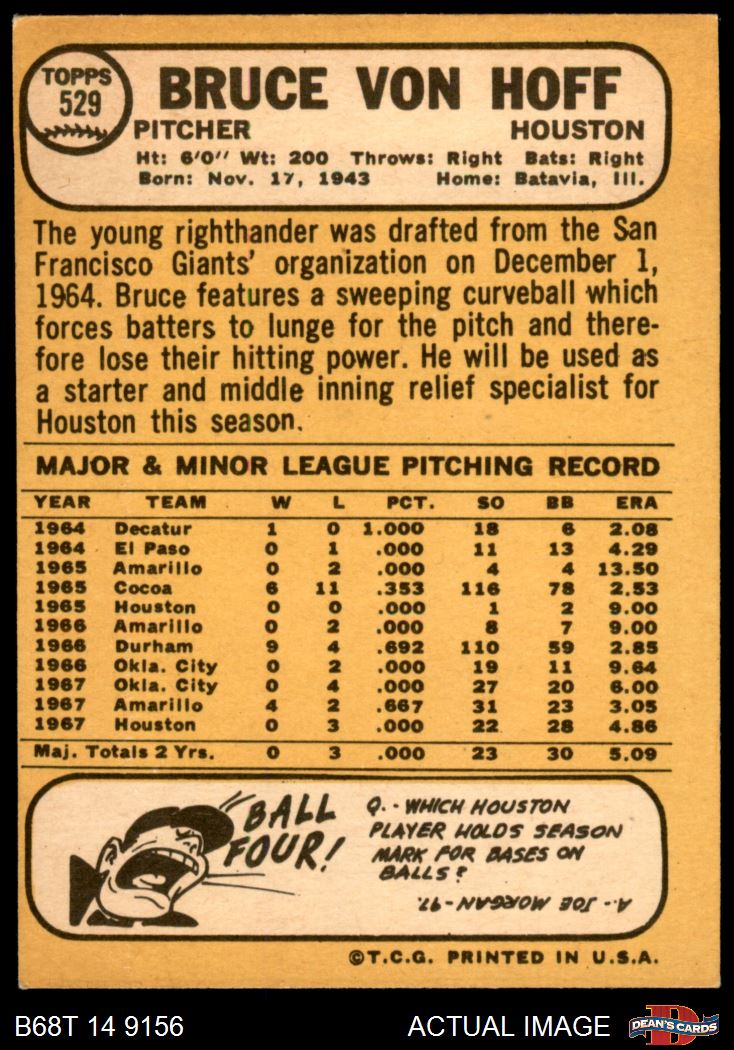 TOPPS
529
BRUCE VON HOFF
PITCHER HOUSTON
Ht: 6'0" Wt: 200 Throws: Right Bats: Right
Born: Nov. 17, 1943 Home: Batavia, Ill.
The young righthander was drafted from the San
Francisco Giants' organization on December 1,
1964. Bruce features a sweeping curveball which
forces batters to lunge for the pitch and there-
fore lose their hitting power. He will be used as
a starter and middle inning relief specialist for
Houston this season.
MAJOR & MINOR LEAGUE PITCHING RECORD
YEAR TEAM W L PCT. SO BB ERA
1964 Decatur 1 0 1.000 18 6 2.08
1964 El Paso 0 1 .000 11 13 4.29
1965 Amarillo 0 2 .000 4 4 13.50
1965 Cocoa 6 11 .353 116 78 2.53
1965 Houston 0 0 .000 1 2 9.00
1966 Amarillo 0 2 .000 8 7 9.00
1966 Durham 9 4 .692 110 59 2.85
1966 Okla. City 0 2 .000 19 11 9.64
1967 Okla. City 0 4 .000 27 20 6.00
1967 Amarillo 4 2 .667 31 23 3.05
1967 Houston 0 3 .000 22 28 4.86
Maj. Totals 2 Yrs. 0 3 .000 23 30 5.09
BALL
FOUR!
Q.- WHICH HOUSTON
PLAYER HOLDS SEASON
MARK FOR BASES ON
BALLS?
A.- JOE MORGAN-97.
©T.C.G. PRINTED IN U.S.A.
B68T 14 9156 ACTUAL IMAGE D DEAN'S CARDS